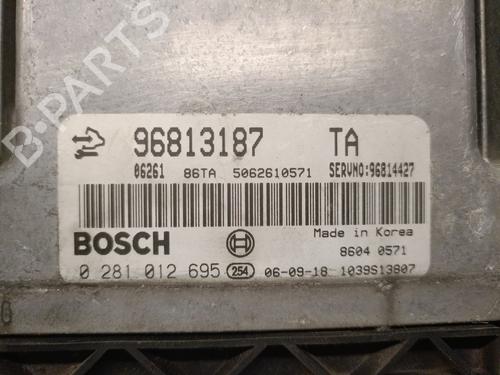 B-PARTS
96813187 TA
06261 86TA 5062610571 SERVNO:96814427
BOSCH
Made in Korea
8604 0571
0 281 012 695 254 06-09-18 1039S13807